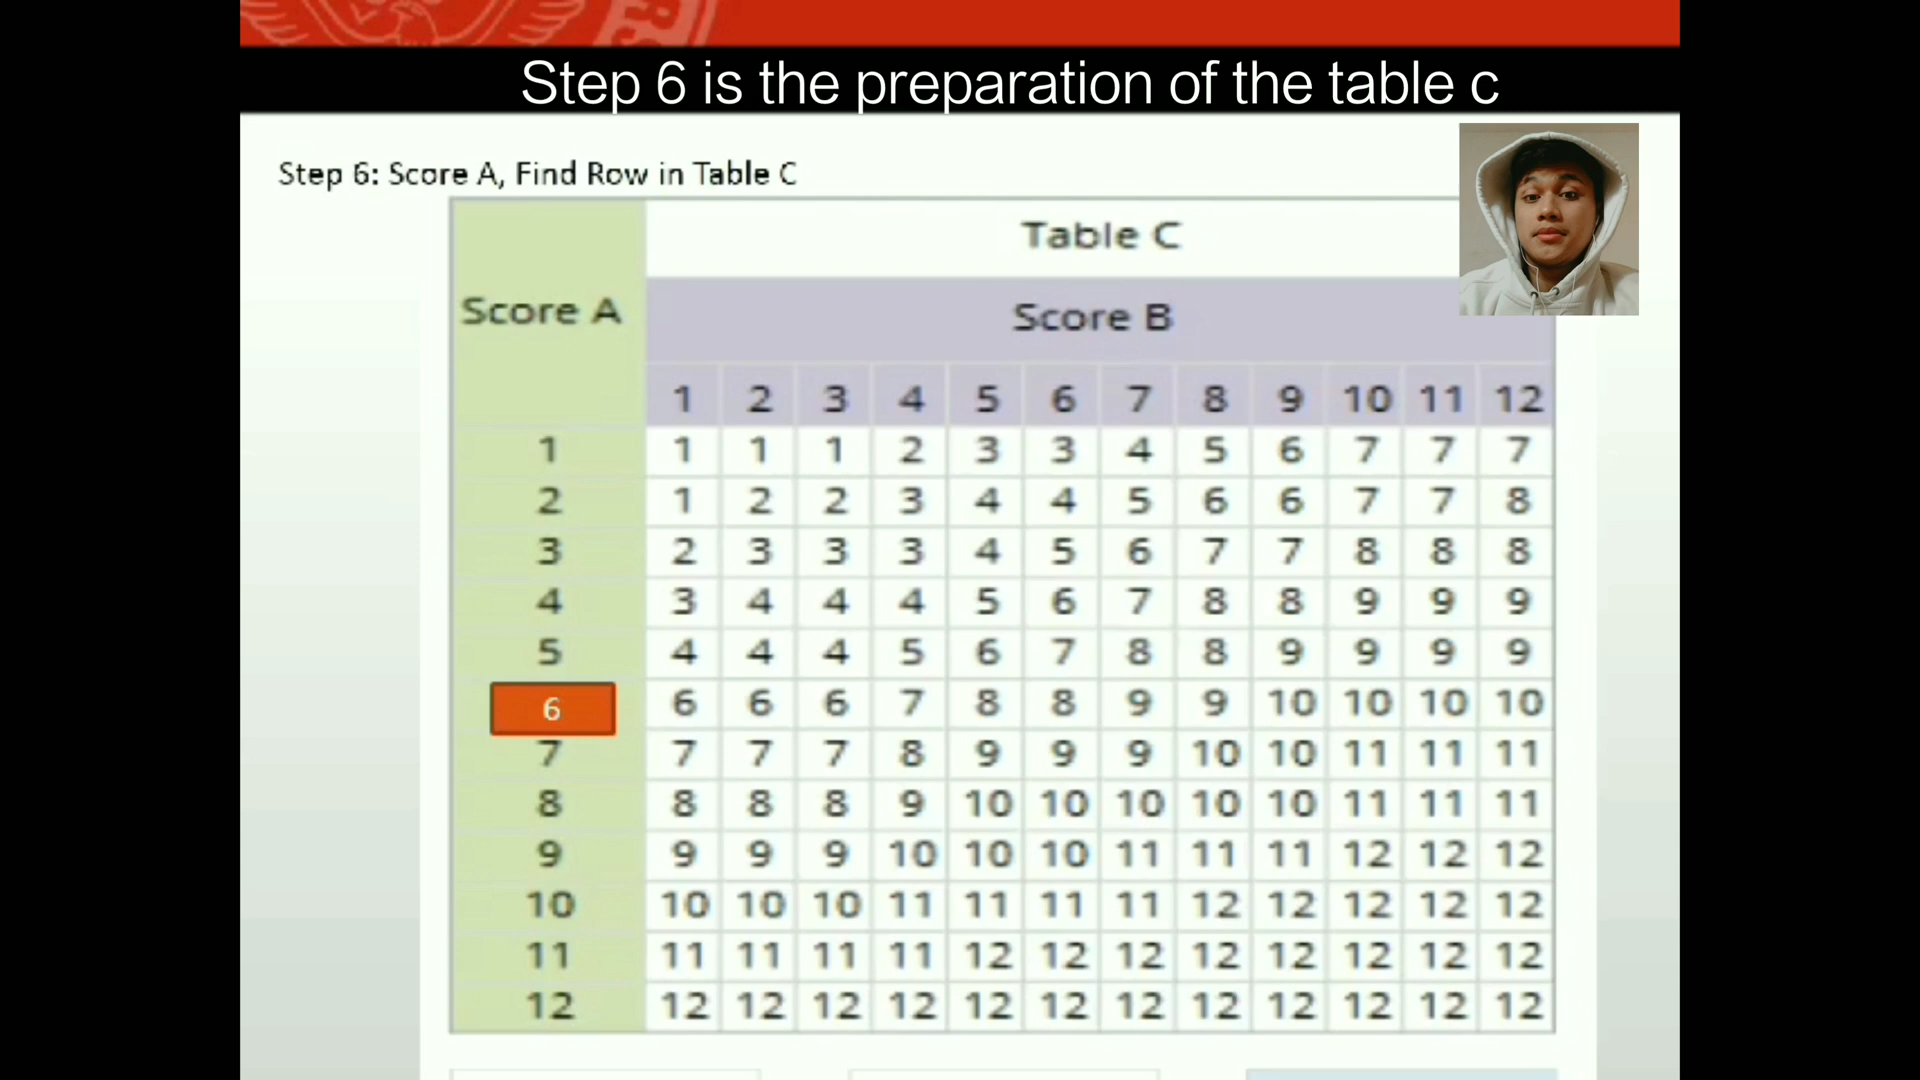 Step 6 is the preparation of the table c
Step 6: Score A, Find Row in Table C
Table C
Score A
Score B
1 2 3 4 5 6 7 8 9 10 11 12
1 1 1 1 2 3 3 4 5 6 7 7 7
2 1 2 2 3 4 4 5 6 6 7 7 8
3 2 3 3 3 4 5 6 7 7 8 8 8
4 3 4 4 4 5 6 7 8 8 9 9 9
5 4 4 4 5 6 7 8 8 9 9 9 9
6 6 6 6 7 8 8 9 9 10 10 10 10
7 7 7 7 8 9 9 9 10 10 11 11 11
8 8 8 8 9 10 10 10 10 10 11 11 11
9 9 9 9 10 10 10 11 11 11 12 12 12
10 10 10 10 11 11 11 11 12 12 12 12 12
11 11 11 11 11 12 12 12 12 12 12 12 12
12 12 12 12 12 12 12 12 12 12 12 12 12